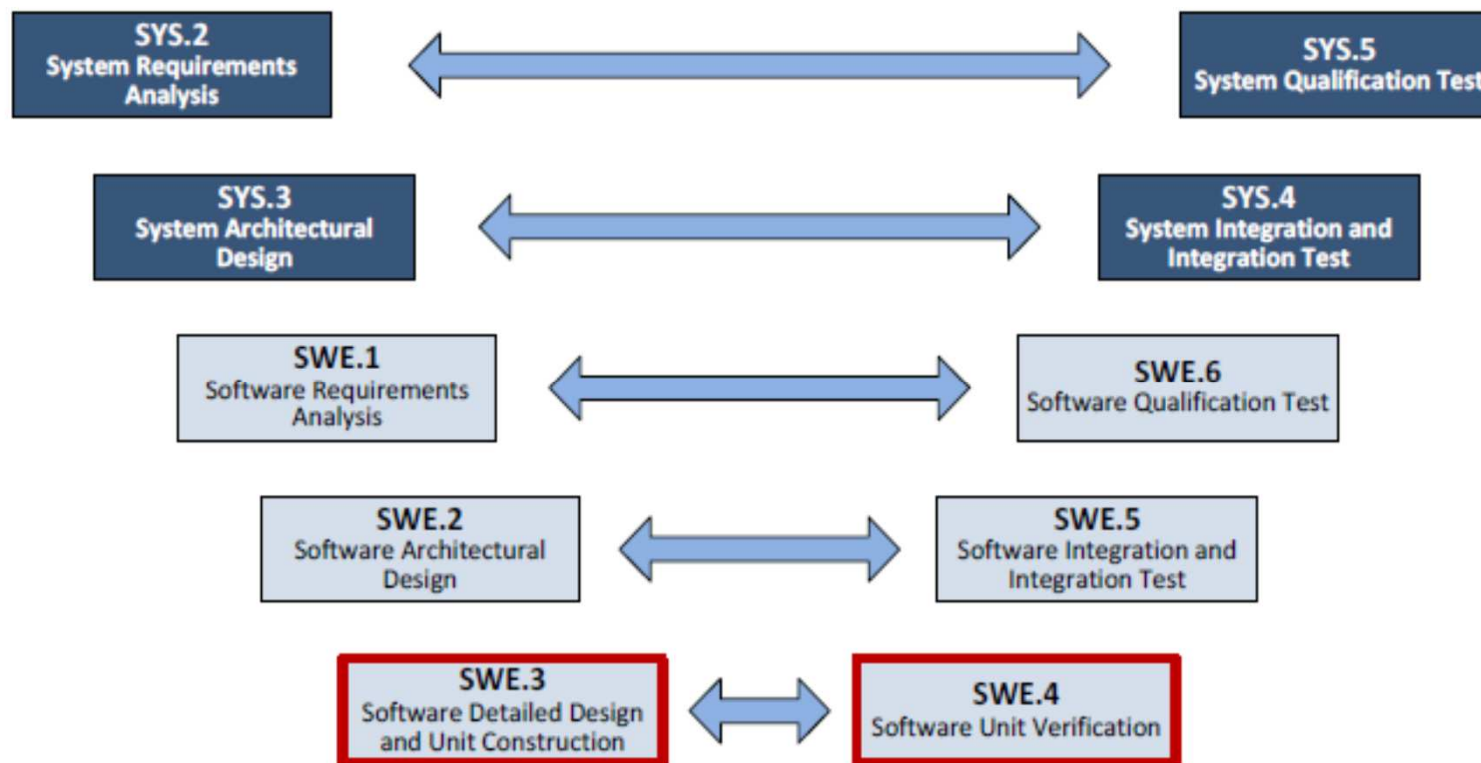 SYS.2
System Requirements
Analysis
SYS.5
System Qualification Test
SYS.3
System Architectural
Design
SYS.4
System Integration and
Integration Test
SWE.1
Software Requirements
Analysis
SWE.6
Software Qualification Test
SWE.2
Software Architectural
Design
SWE.5
Software Integration and
Integration Test
SWE.3
Software Detailed Design
and Unit Construction
SWE.4
Software Unit Verification